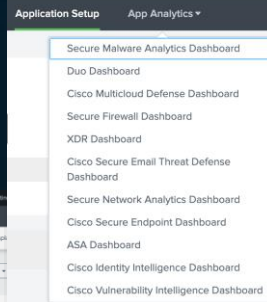 Application Setup
App Analytics
Secure Malware Analytics Dashboard
Duo Dashboard
Cisco Multicloud Defense Dashboard
Secure Firewall Dashboard
XDR Dashboard
Cisco Secure Email Threat Defense
Dashboard
Secure Network Analytics Dashboard
Cisco Secure Endpoint Dashboard
ASA Dashboard
Cisco Identity Intelligence Dashboard
Cisco Vulnerability Intelligence Dashboard